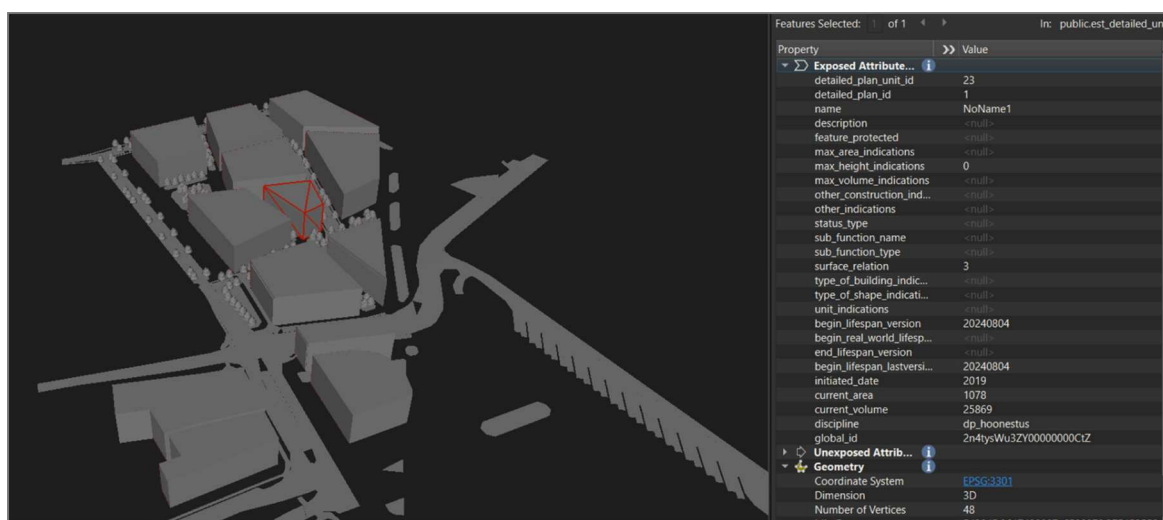 Features Selected: 1 of 1 In: public.est_detailed_un
Property Value
Exposed Attribute...
detailed_plan_unit_id 23
detailed_plan_id 1
name NoName1
description <null>
feature_protected <null>
max_area_indications <null>
max_height_indications 0
max_volume_indications <null>
other_construction_ind... <null>
other_indications <null>
status_type <null>
sub_function_name <null>
sub_function_type <null>
surface_relation 3
type_of_building_indic... <null>
type_of_shape_indicati... <null>
unit_indications <null>
begin_lifespan_version 20240804
begin_real_world_lifesp... <null>
end_lifespan_version <null>
begin_lifespan_lastversi... 20240804
initiated_date 2019
current_area 1078
current_volume 25869
discipline dp_hoonestus
global_id 2n4tysWu3ZY00000000CtZ
Unexposed Attrib...
Geometry
Coordinate System EPSG:3301
Dimension 3D
Number of Vertices 48